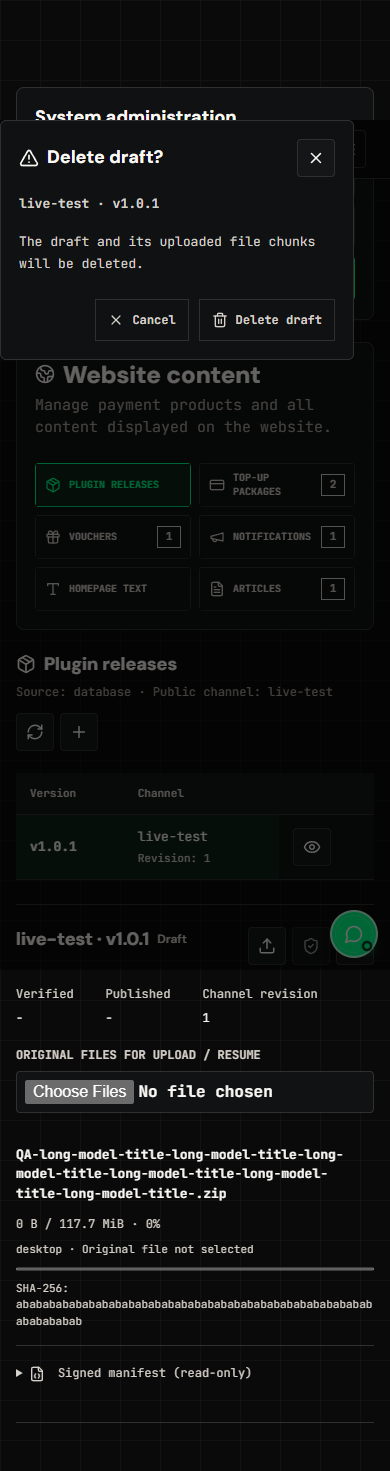 System administration
Delete draft?
live-test · v1.0.1
The draft and its uploaded file chunks
will be deleted.
Cancel
Delete draft
Website content
Manage payment products and all
content displayed on the website.
PLUGIN RELEASES
TOP-UP
PACKAGES
2
VOUCHERS
1
NOTIFICATIONS
1
HOMEPAGE TEXT
ARTICLES
1
Plugin releases
Source: database · Public channel: live-test
Version
Channel
v1.0.1
live-test
Revision: 1
live-test · v1.0.1 Draft
Verified
Published
Channel revision
-
-
1
ORIGINAL FILES FOR UPLOAD / RESUME
Choose Files No file chosen
QA-long-model-title-long-model-title-long-
model-title-long-model-title-long-model-
title-long-model-title-.zip
0 B / 117.7 MiB · 0%
desktop · Original file not selected
SHA-256:
abababababababababababababababababababababababababababab
abababab
Signed manifest (read-only)